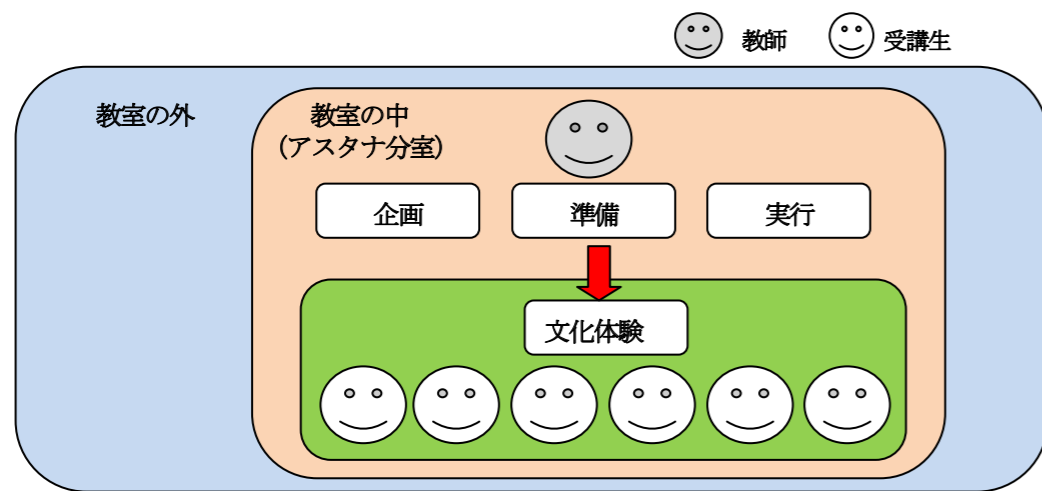 教師
受講生
教室の外
教室の中
(アスタナ分室)
企画
準備
実行
文化体験